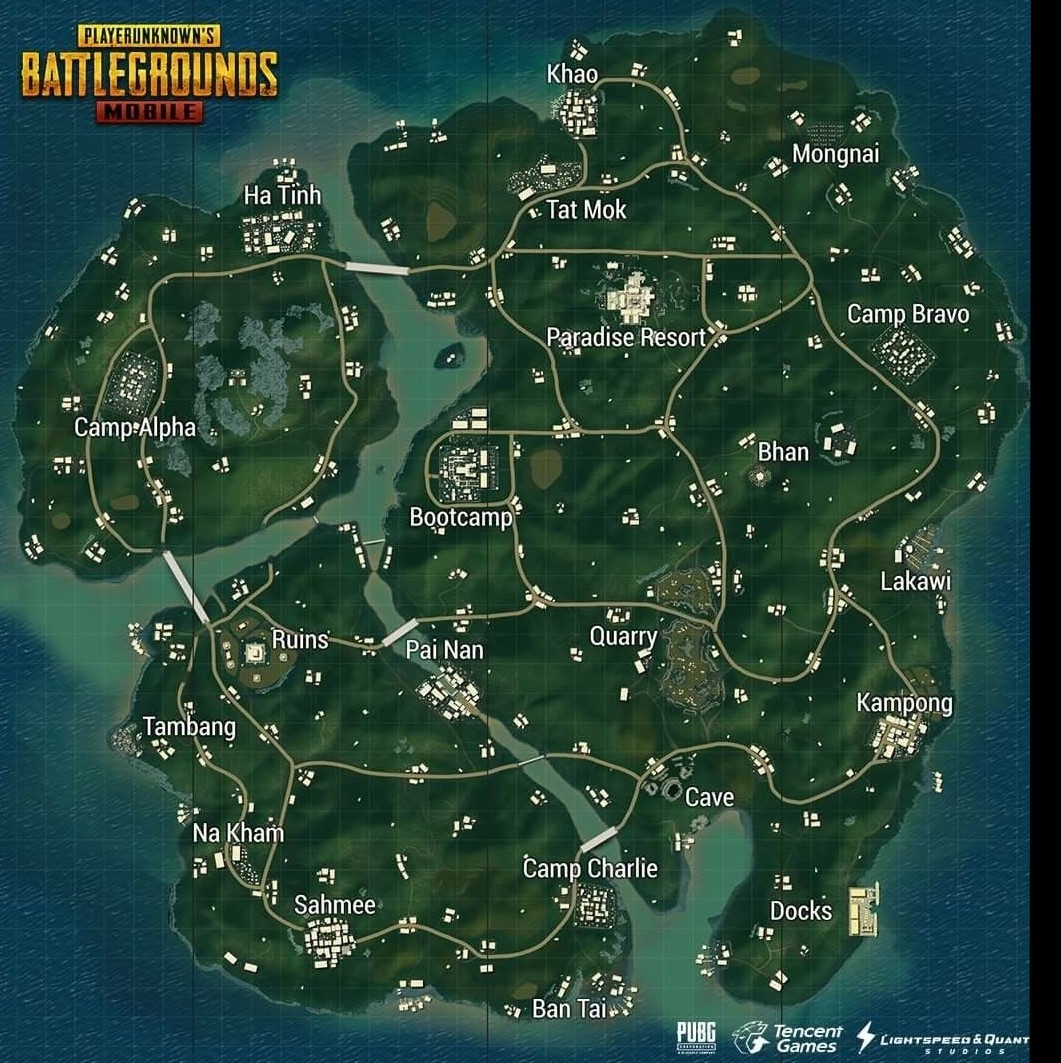 PLAYERUNKNOWN'S
BATTLEGROUNDS
MOBILE
Khao
Mongnai
Ha Tinh
Tat Mok
Camp Bravo
Paradise Resort
Camp Alpha
Bhan
Bootcamp
Lakawi
Ruins
Quarry
Pai Nan
Kampong
Tambang
Cave
Na Kham
Camp Charlie
Sahmee
Docks
Ban Tai
PUBG
CORPORATION
Tencent
Games
LIGHTSPEED & QUANT
STUDIOS